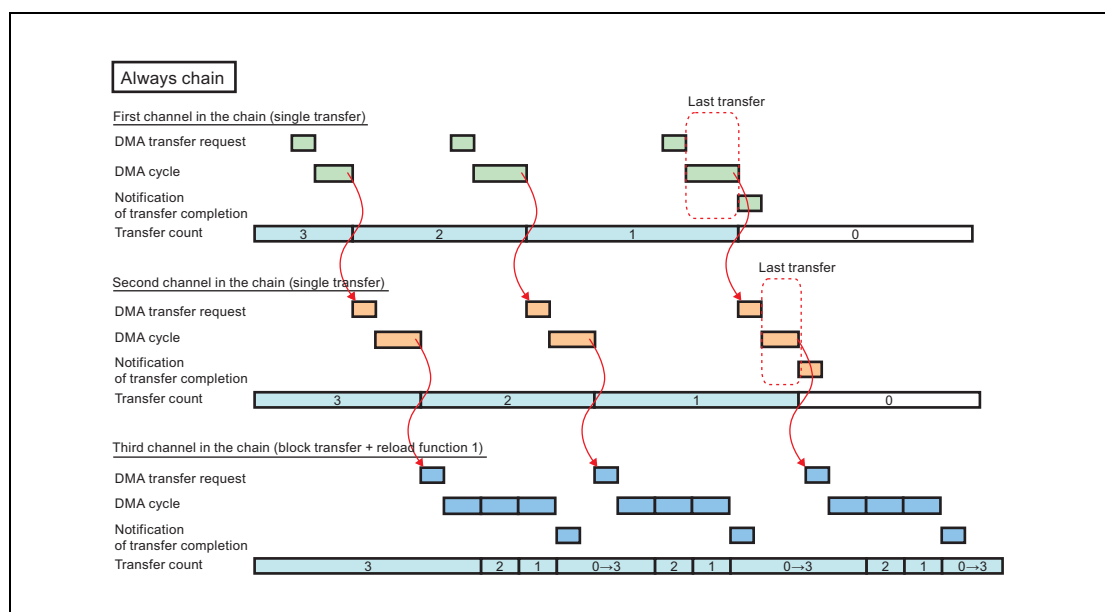 Always chain
Last transfer
First channel in the chain (single transfer)
DMA transfer request
DMA cycle
Notification
of transfer completion
Transfer count
3 2 1 0
Last transfer
Second channel in the chain (single transfer)
DMA transfer request
DMA cycle
Notification
of transfer completion
Transfer count
3 2 1 0
Third channel in the chain (block transfer + reload function 1)
DMA transfer request
DMA cycle
Notification
of transfer completion
Transfer count
3 2 1 0→3 2 1 0→3 2 1 0→3